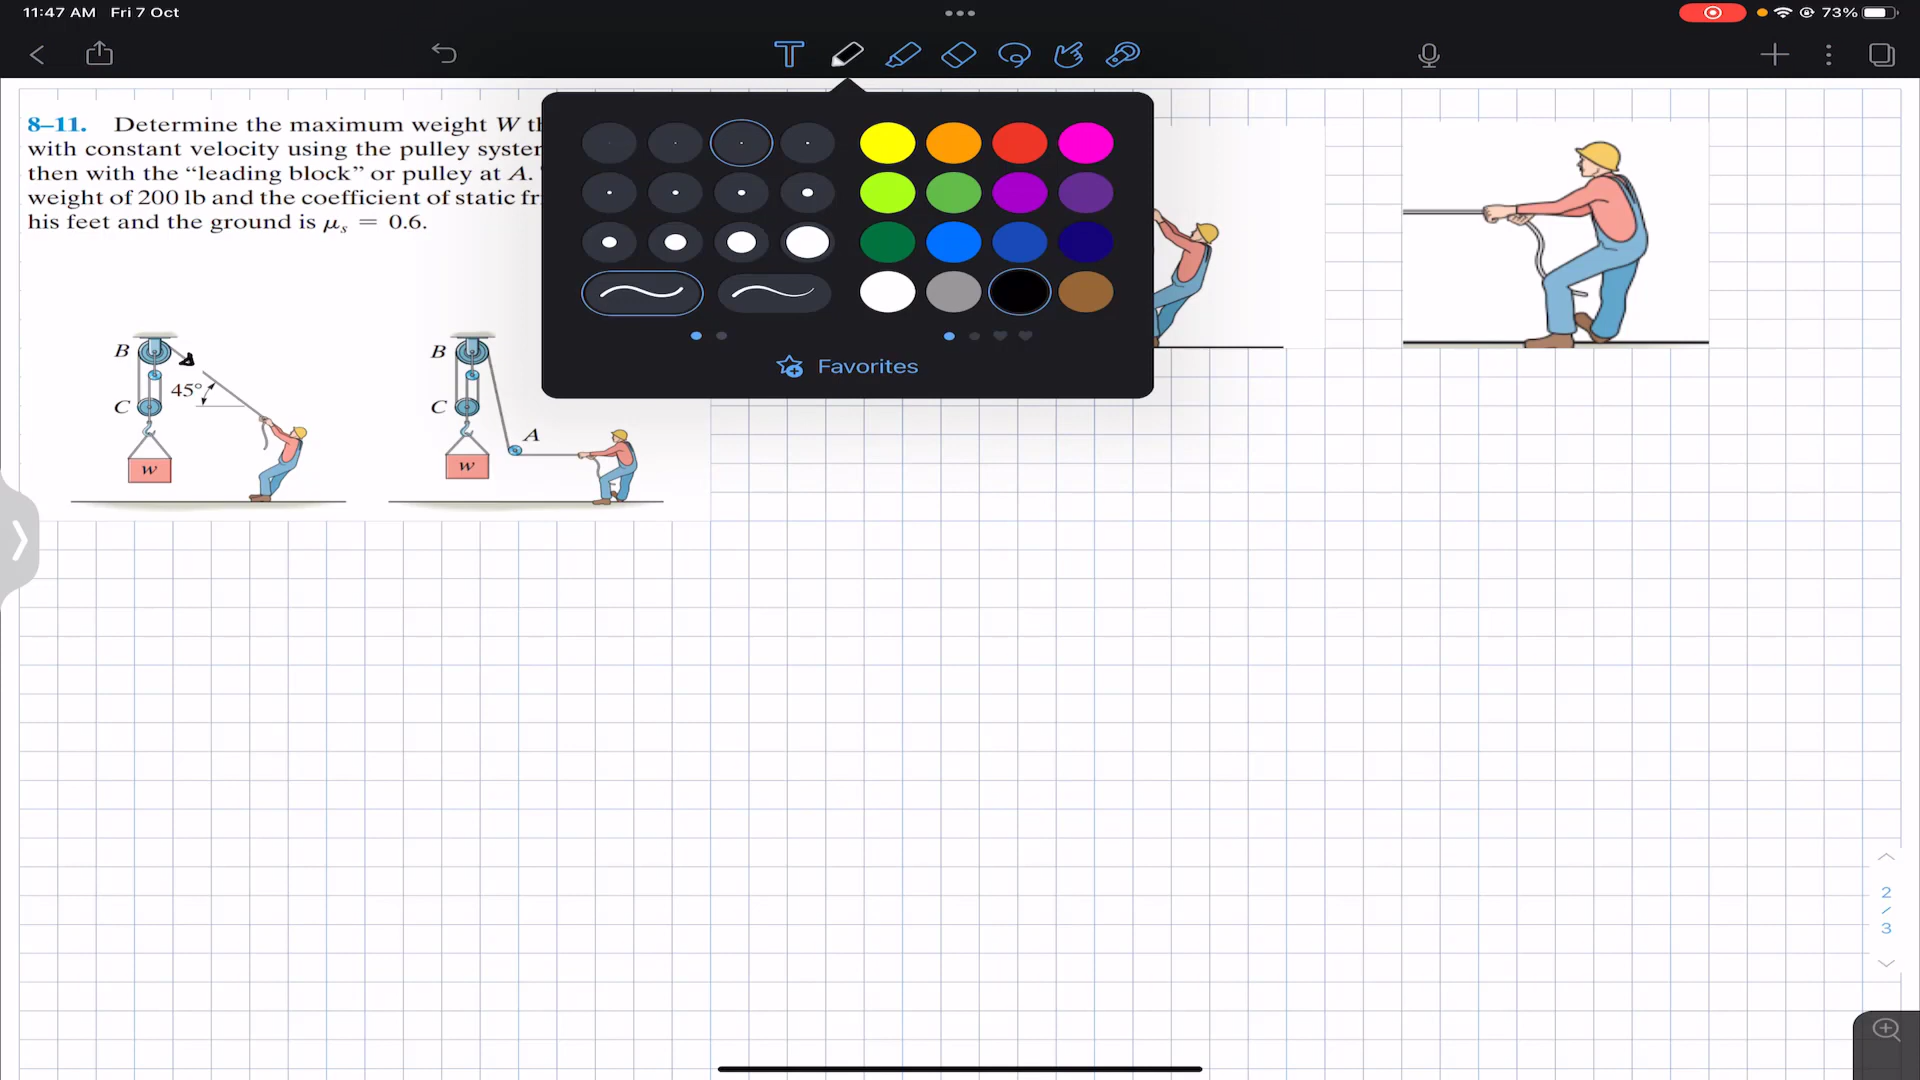 11:47 AM Fri 7 Oct
73%
T
8–11. Determine the maximum weight W
with constant velocity using the pulley
then with the “leading block” or pulley at A.
weight of 200 lb and the coefficient of static
his feet and the ground is μs = 0.6.
Favorites
B
45°
C
W
B
C
A
W
2
/
3